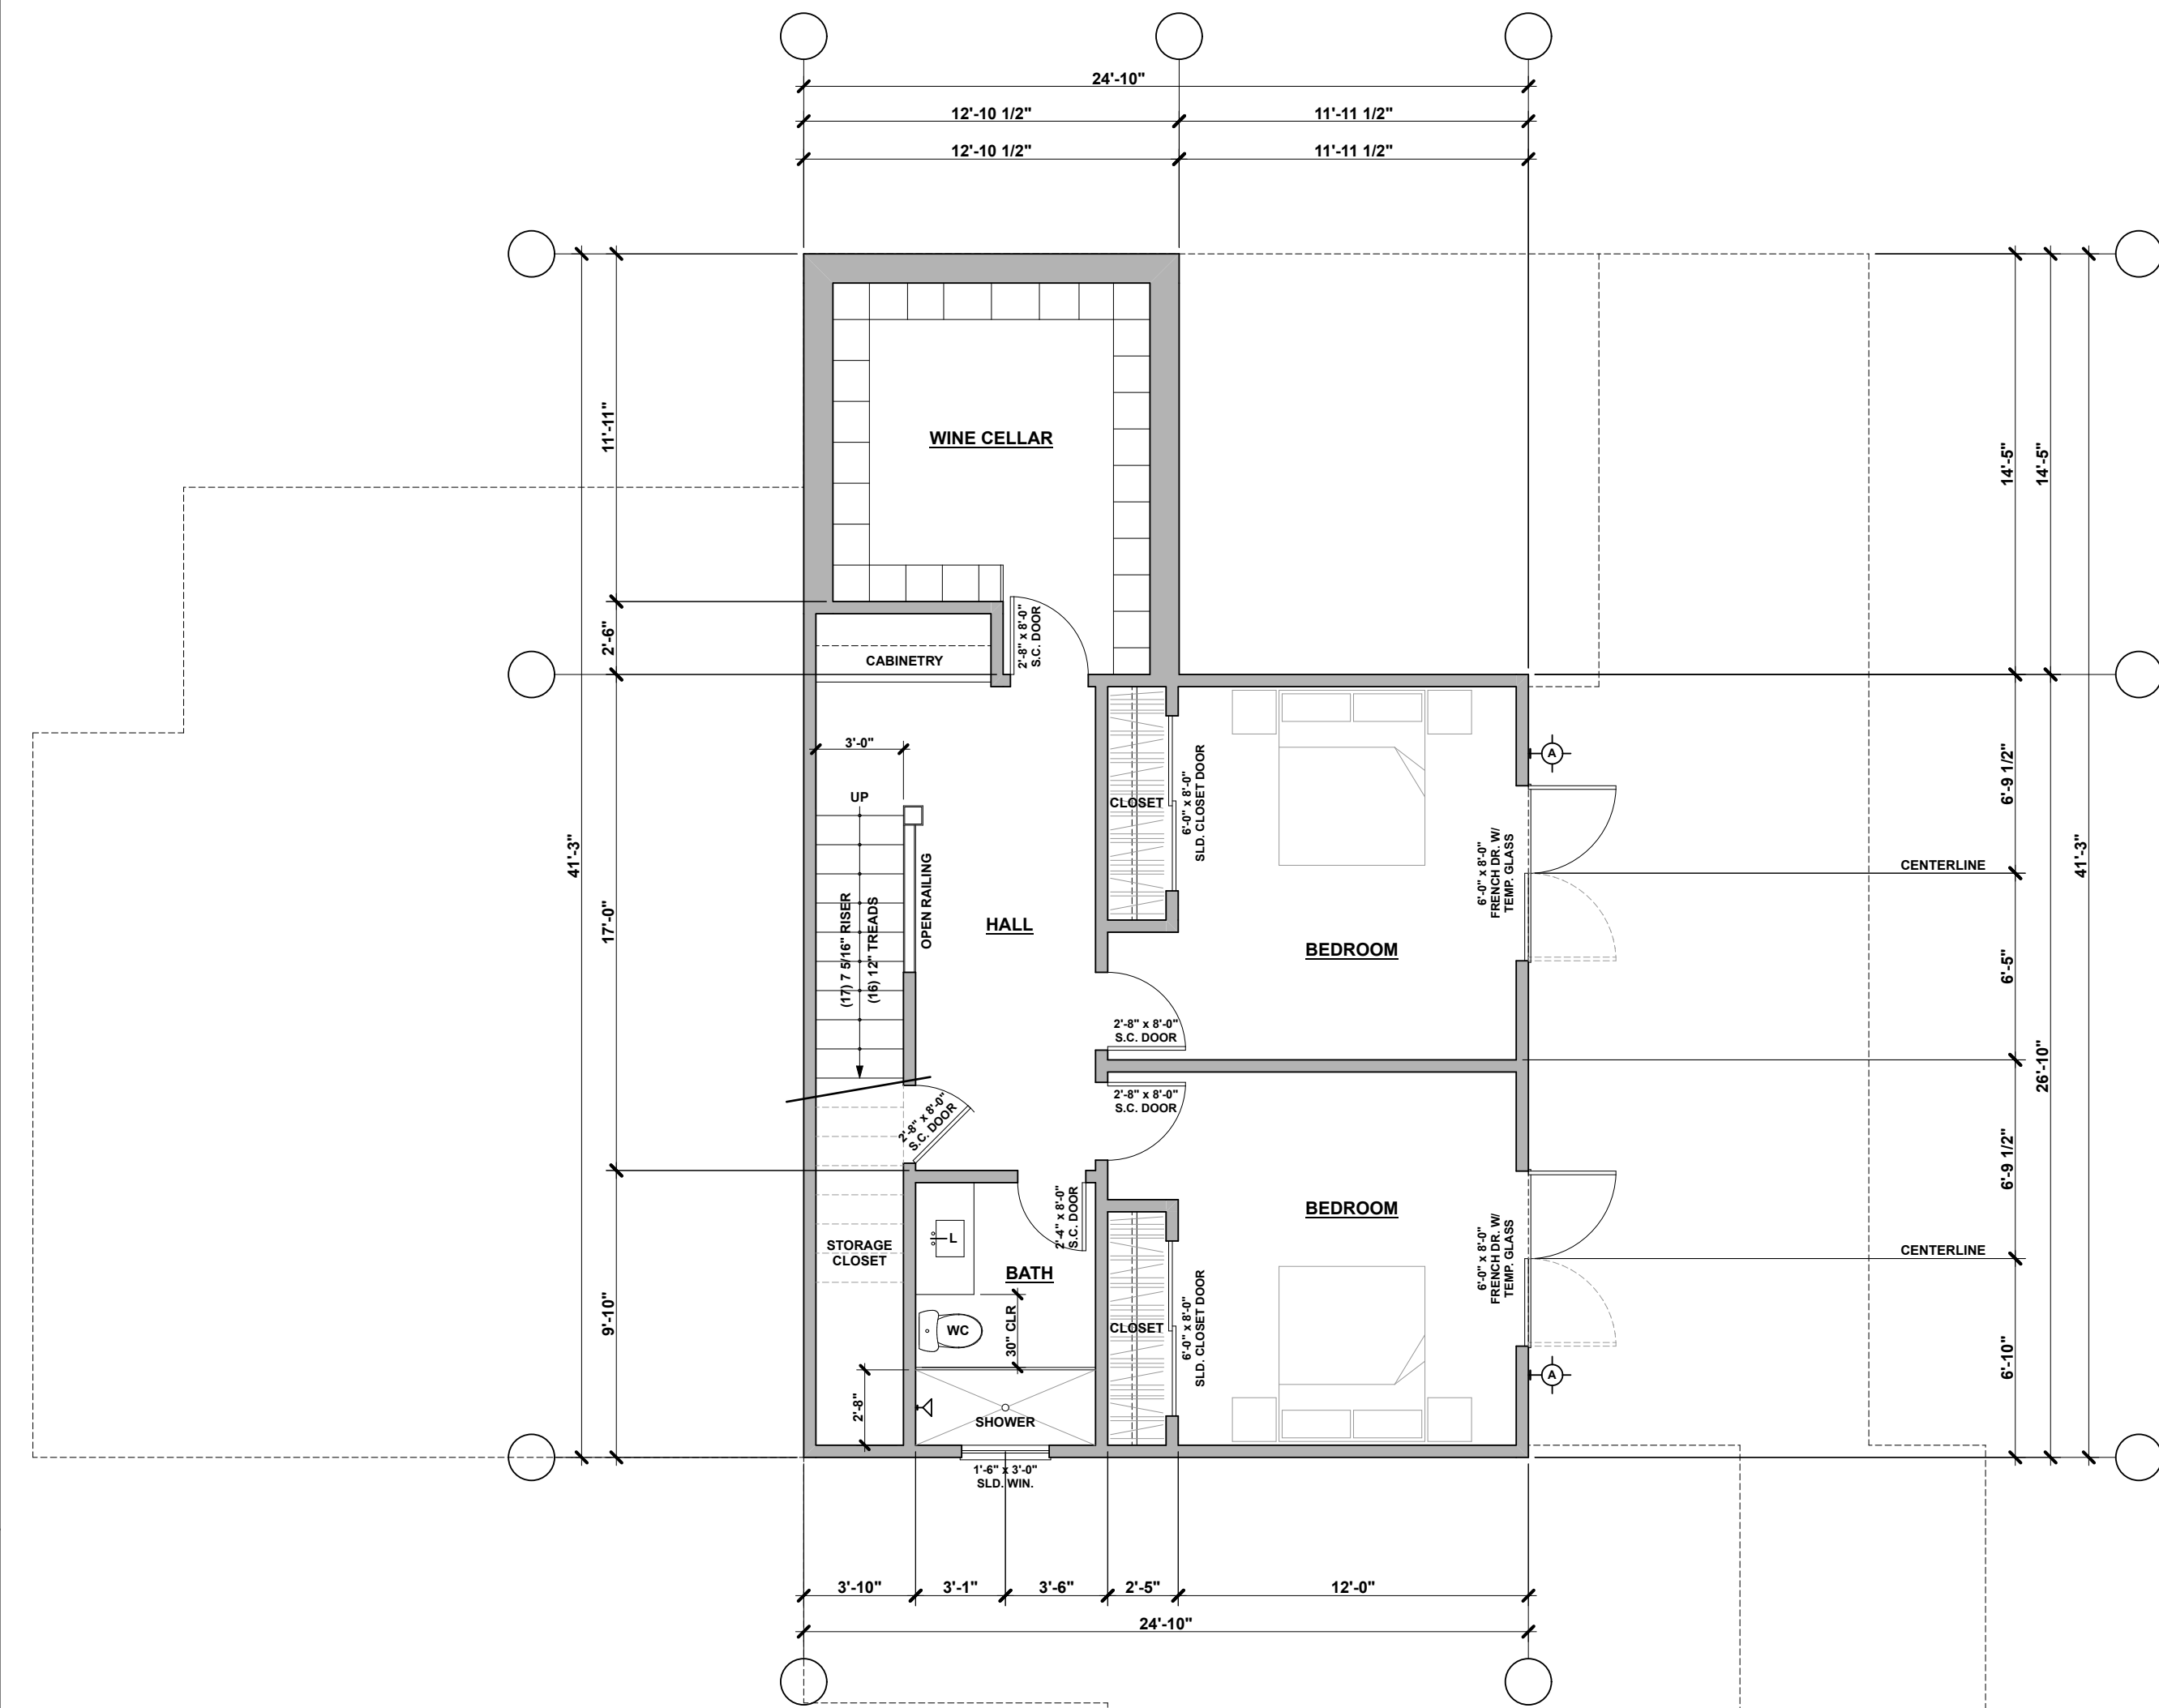 24'-10"
12'-10 1/2"
11'-11 1/2"
12'-10 1/2"
11'-11 1/2"
WINE CELLAR
11'-11"
14'-5"
14'-5"
2'-6"
2'-8" x 8'-0"
S.C. DOOR
CABINETRY
3'-0"
UP
CLOSET
6'-0" x 8'-0"
SLD. CLOSET DOOR
A
6'-9 1/2"
41'-3"
41'-3"
17'-0"
(17) 7 5/16" RISER
(16) 12" TREADS
OPEN RAILING
HALL
BEDROOM
6'-0" x 8'-0"
FRENCH DR. W/
TEMP. GLASS
CENTERLINE
6'-5"
2'-8" x 8'-0"
S.C. DOOR
26'-10"
2'-8" x 8'-0"
S.C. DOOR
2'-8" x 8'-0"
S.C. DOOR
6'-9 1/2"
2'-4" x 8'-0"
S.C. DOOR
BEDROOM
STORAGE
CLOSET
L
BATH
6'-0" x 8'-0"
FRENCH DR. W/
TEMP. GLASS
CENTERLINE
9'-10"
WC
30" CLR
CLOSET
6'-0" x 8'-0"
SLD. CLOSET DOOR
A
6'-10"
2'-8"
SHOWER
1'-6" x 3'-0"
SLD. WIN.
3'-10"
3'-1"
3'-6"
2'-5"
12'-0"
24'-10"